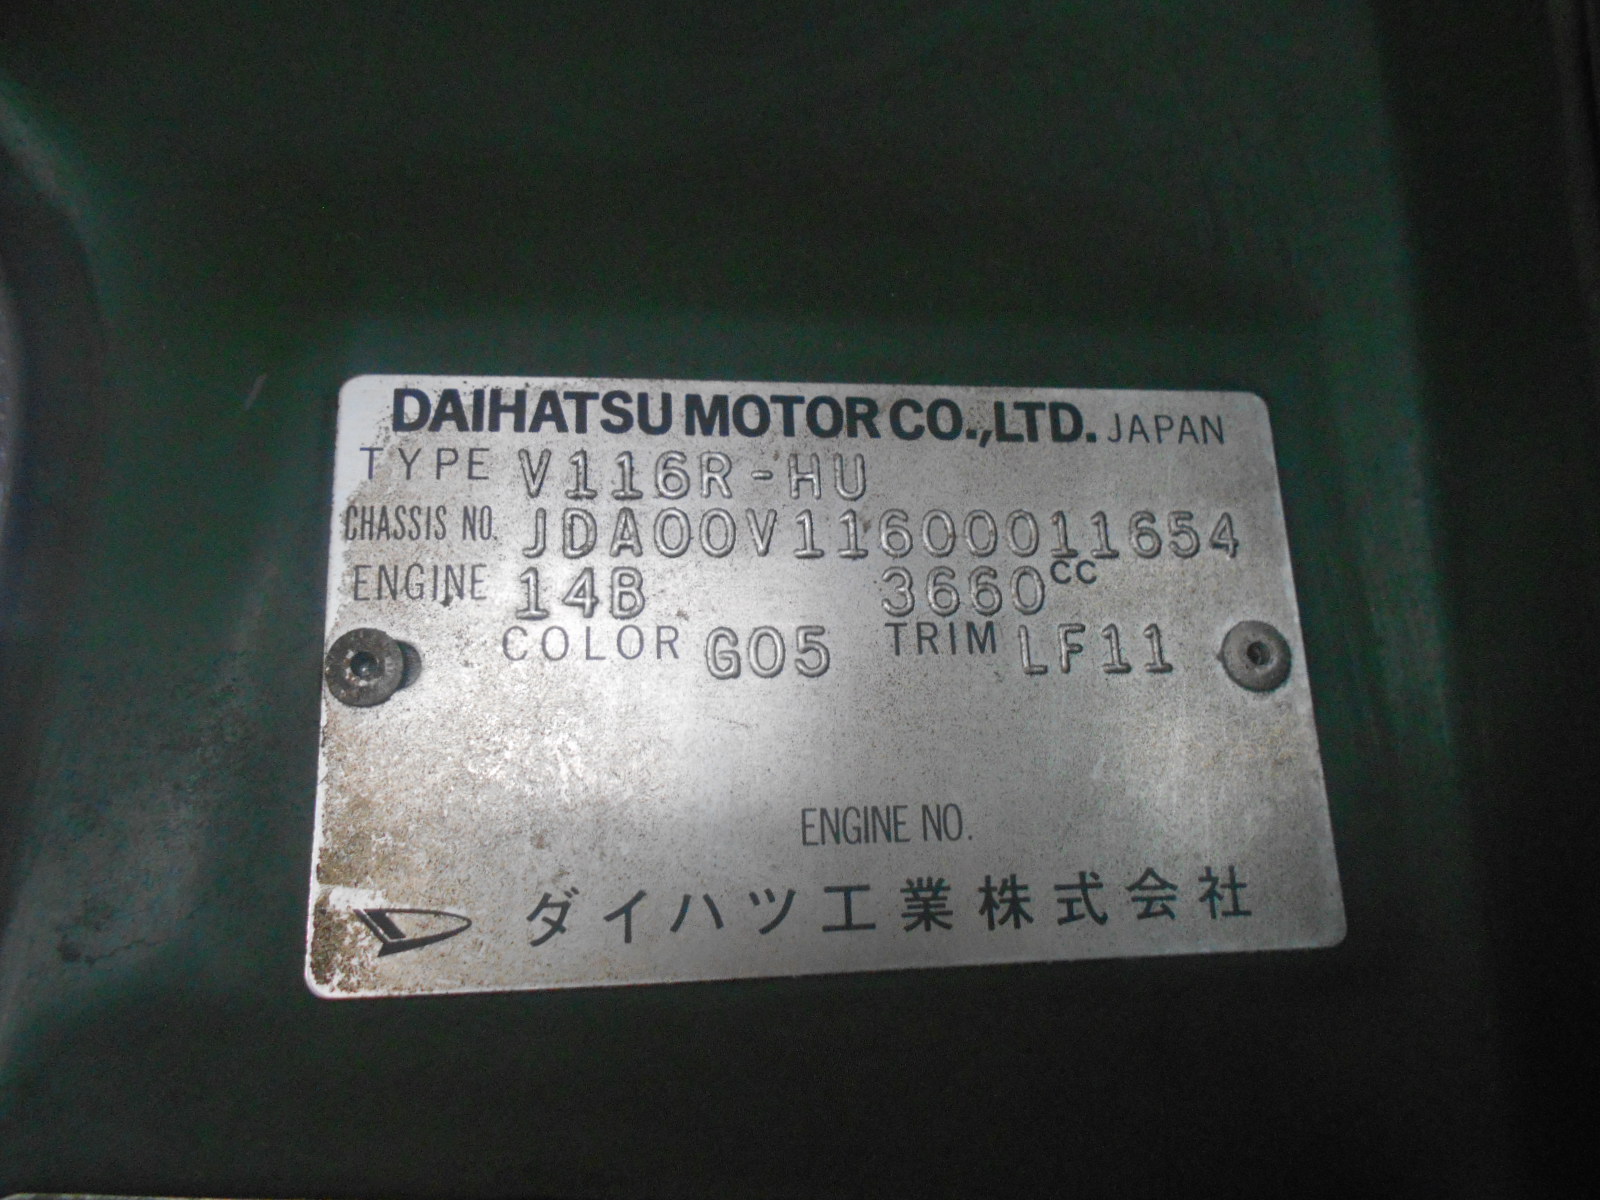 DAIHATSU MOTOR CO.,LTD. JAPAN
TYPE V116R-HU
CHASSIS NO. JDA00V11600011654
ENGINE 14B 3660CC
COLOR G05 TRIM LF11
ENGINE NO.
ダイハツ工業株式会社